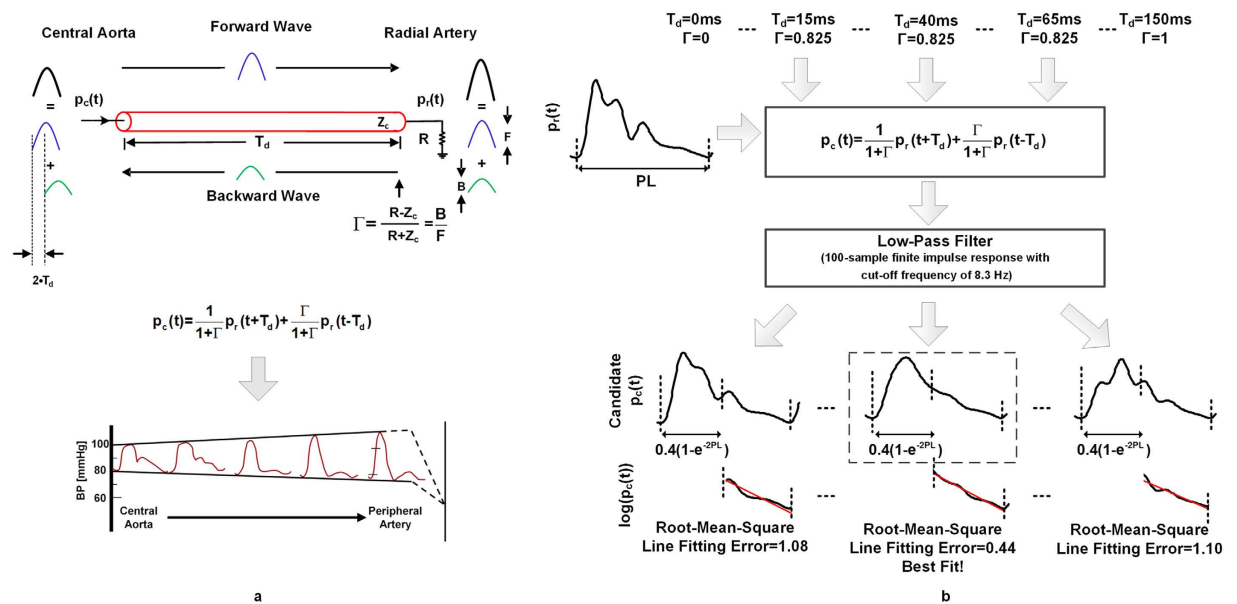 Central Aorta
Forward Wave
Radial Artery
=
p_c(t)
p_r(t)
=
Z_c
R
F
T_d
+
+
B
Backward Wave
Γ=(R-Z_c)/(R+Z_c)=B/F
2•T_d
p_c(t)=1/(1+Γ) p_r(t+T_d)+Γ/(1+Γ) p_r(t-T_d)
BP [mmHg]
100
80
60
Central
Aorta
Peripheral
Artery
a
T_d=0ms --- T_d=15ms --- T_d=40ms --- T_d=65ms --- T_d=150ms
Γ=0 Γ=0.825 Γ=0.825 Γ=0.825 Γ=1
p_r(t)
PL
p_c(t)=1/(1+Γ) p_r(t+T_d)+Γ/(1+Γ) p_r(t-T_d)
Low-Pass Filter
(100-sample finite impulse response with
cut-off frequency of 8.3 Hz)
Candidate
p_c(t)
0.4(1-e^-2PL)
0.4(1-e^-2PL)
0.4(1-e^-2PL)
log(p_c(t))
Root-Mean-Square
Line Fitting Error=1.08
Root-Mean-Square
Line Fitting Error=0.44
Best Fit!
Root-Mean-Square
Line Fitting Error=1.10
b